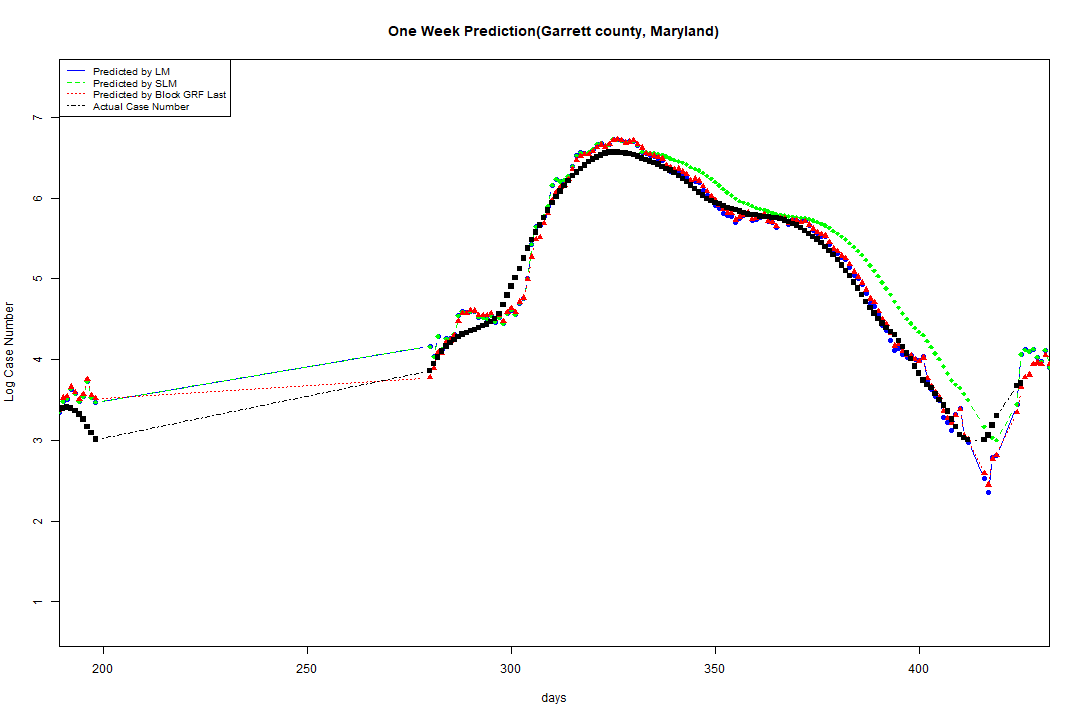 One Week Prediction(Garrett county, Maryland)
Predicted by LM
Predicted by SLM
Predicted by Block GRF Last
Actual Case Number
7
6
5
4
3
2
1
Log Case Number
200
250
300
350
400
days